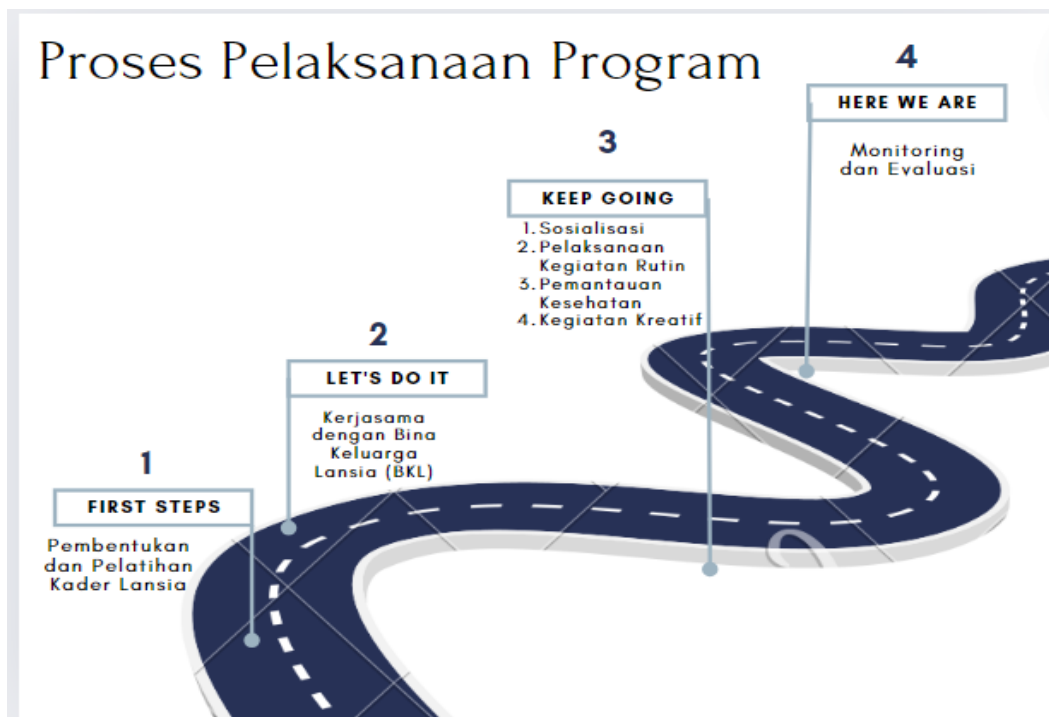 Proses Pelaksanaan Program
1
FIRST STEPS
Pembentukan
dan Pelatihan
Kader Lansia
2
LET'S DO IT
Kerjasama
dengan Bina
Keluarga
Lansia (BKL)
3
KEEP GOING
1. Sosialisasi
2. Pelaksanaan
Kegiatan Rutin
3. Pemantauan
Kesehatan
4. Kegiatan Kreatif
4
HERE WE ARE
Monitoring
dan Evaluasi